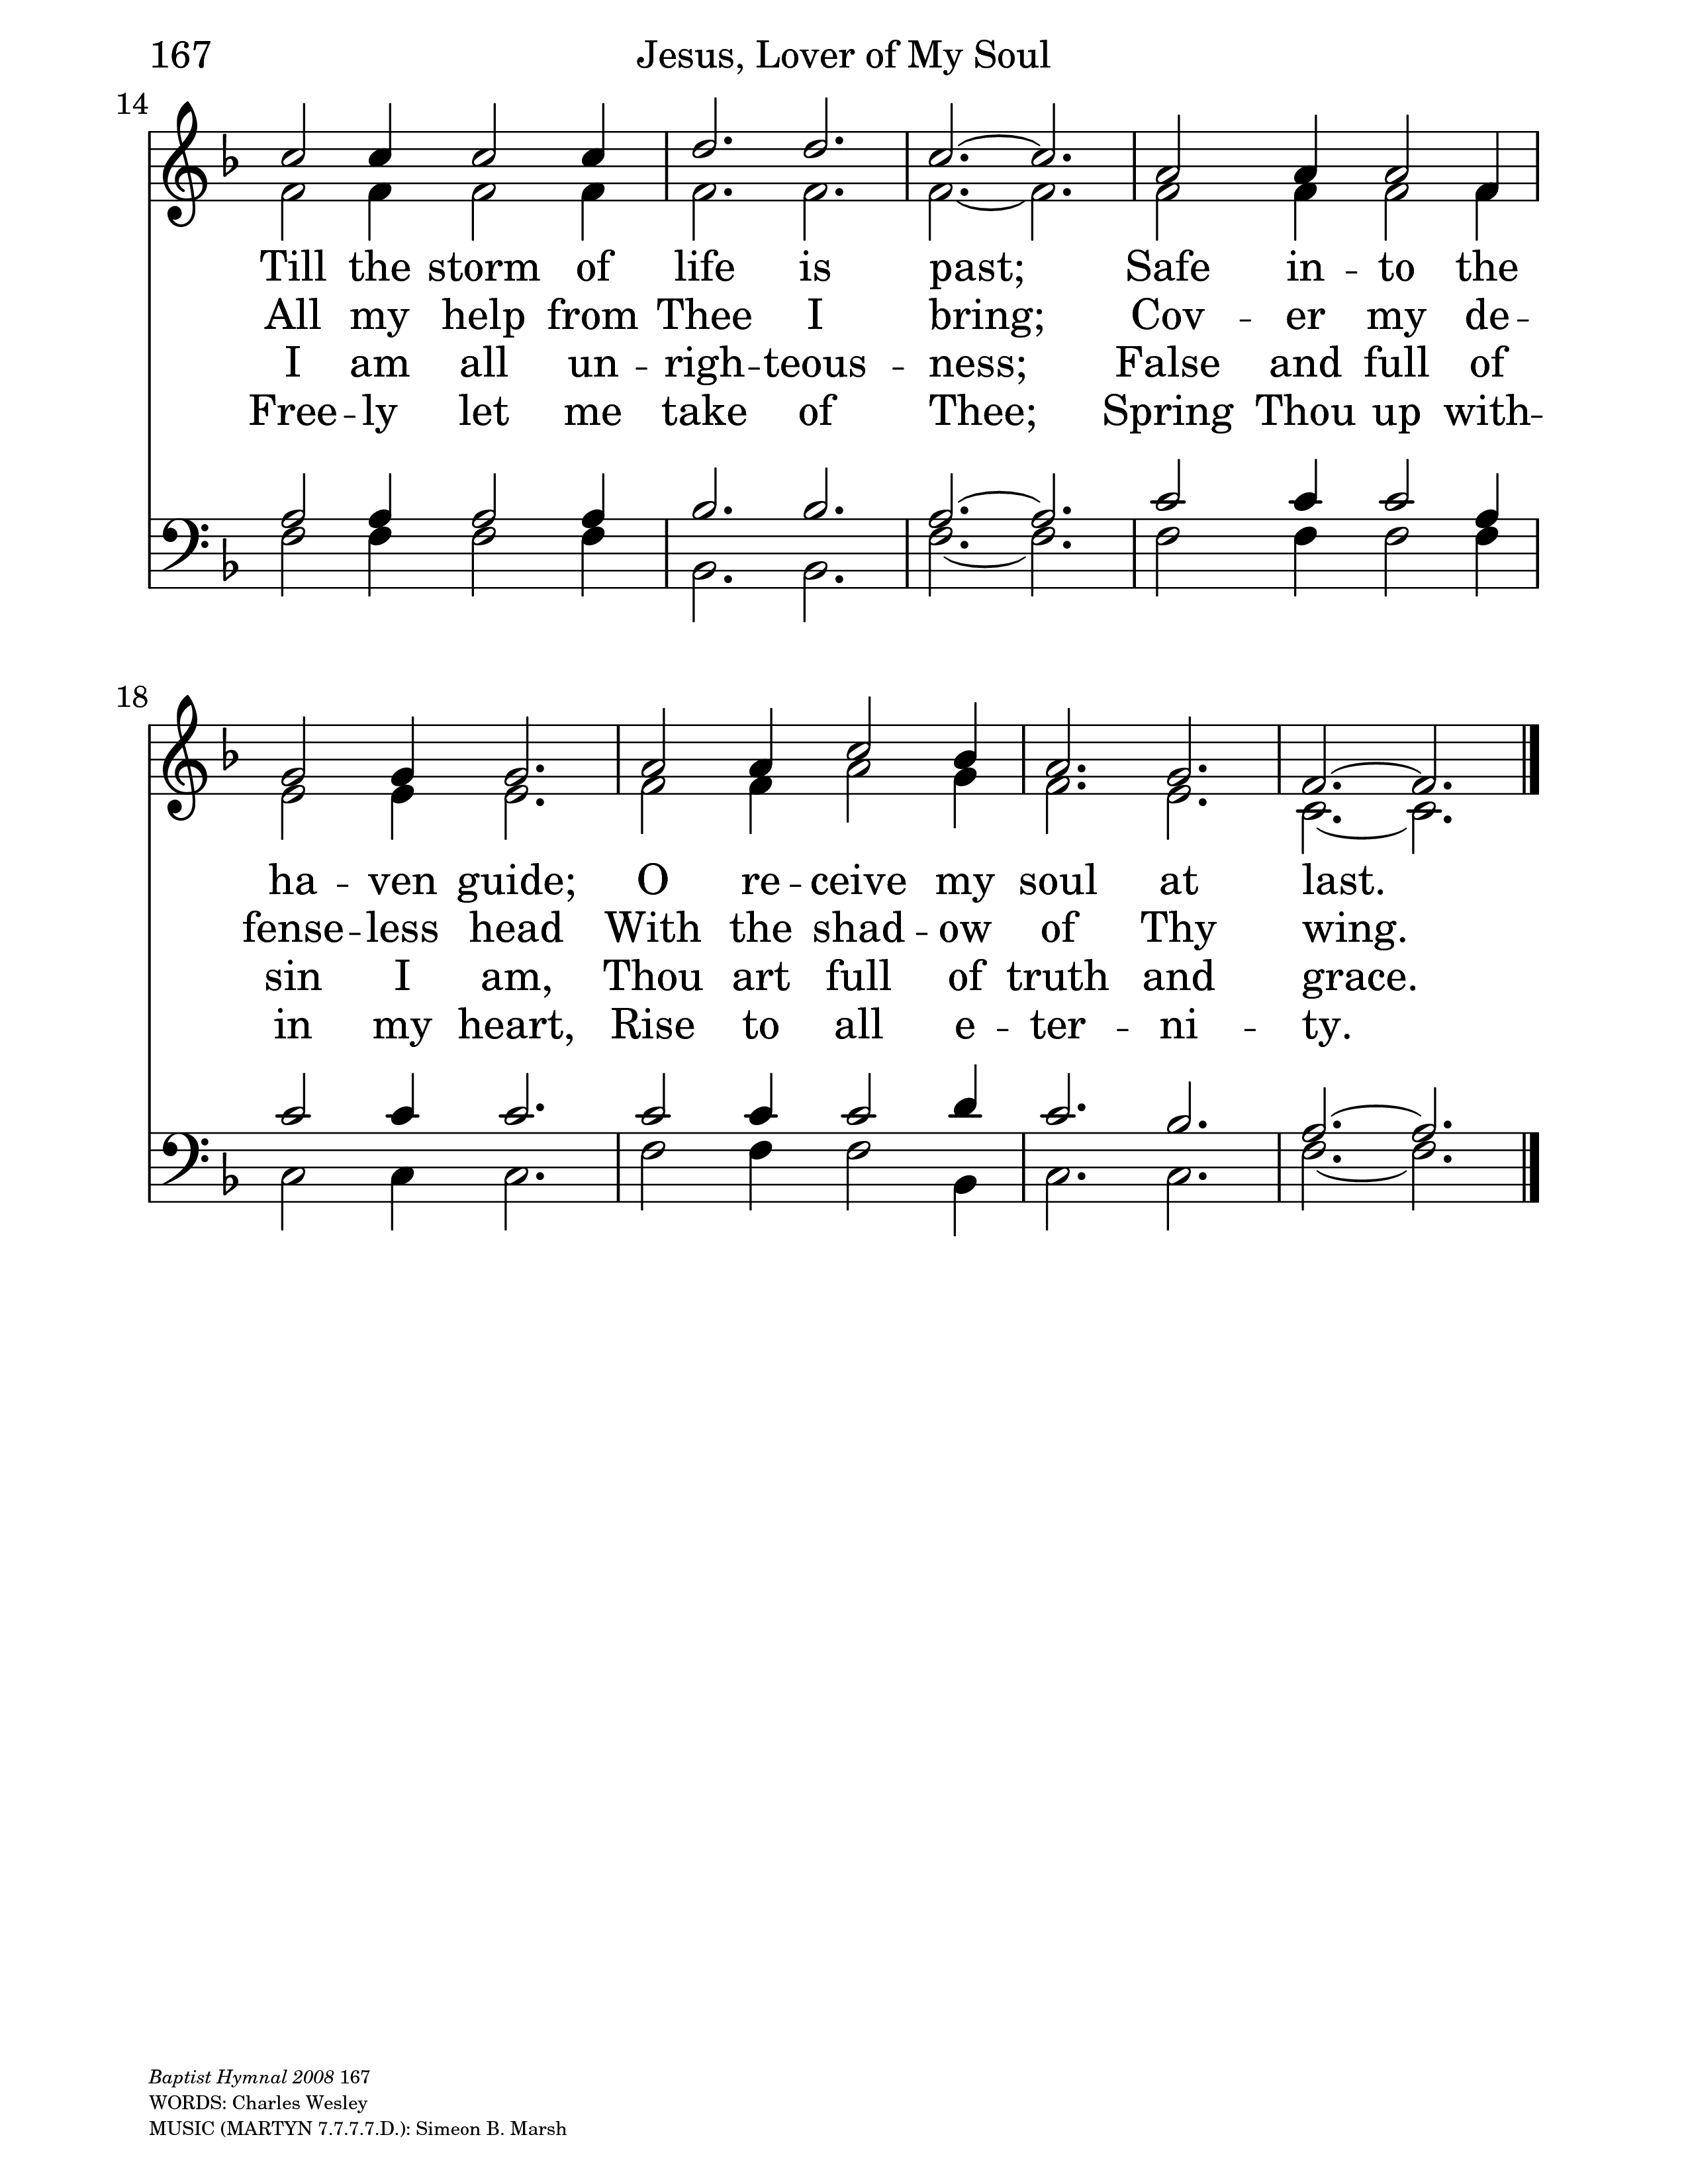 167 Jesus, Lover of My Soul
14
Till the storm of life is past; Safe in -- to the
All my help from Thee I bring; Cov -- er my de --
I am all un -- righ -- teous -- ness; False and full of
Free -- ly let me take of Thee; Spring Thou up with --
18
ha -- ven guide; O re -- ceive my soul at last.
fense -- less head With the shad -- ow of Thy wing.
sin I am, Thou art full of truth and grace.
in my heart, Rise to all e -- ter -- ni -- ty.
Baptist Hymnal 2008 167
WORDS: Charles Wesley
MUSIC (MARTYN 7.7.7.7.D.): Simeon B. Marsh